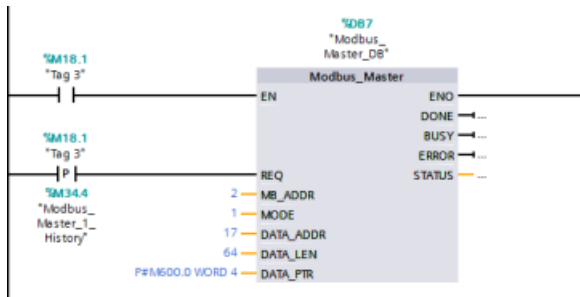 %DB7
"Modbus_
Master_DB"
%M18.1
"Tag 3"
Modbus_Master
EN
ENO
DONE
...
BUSY
...
%M18.1
"Tag 3"
ERROR
...
P
REQ
STATUS
...
%M34.4
"Modbus_
Master_1_
History"
2
MB_ADDR
1
MODE
17
DATA_ADDR
64
DATA_LEN
P#M600.0 WORD 4
DATA_PTR